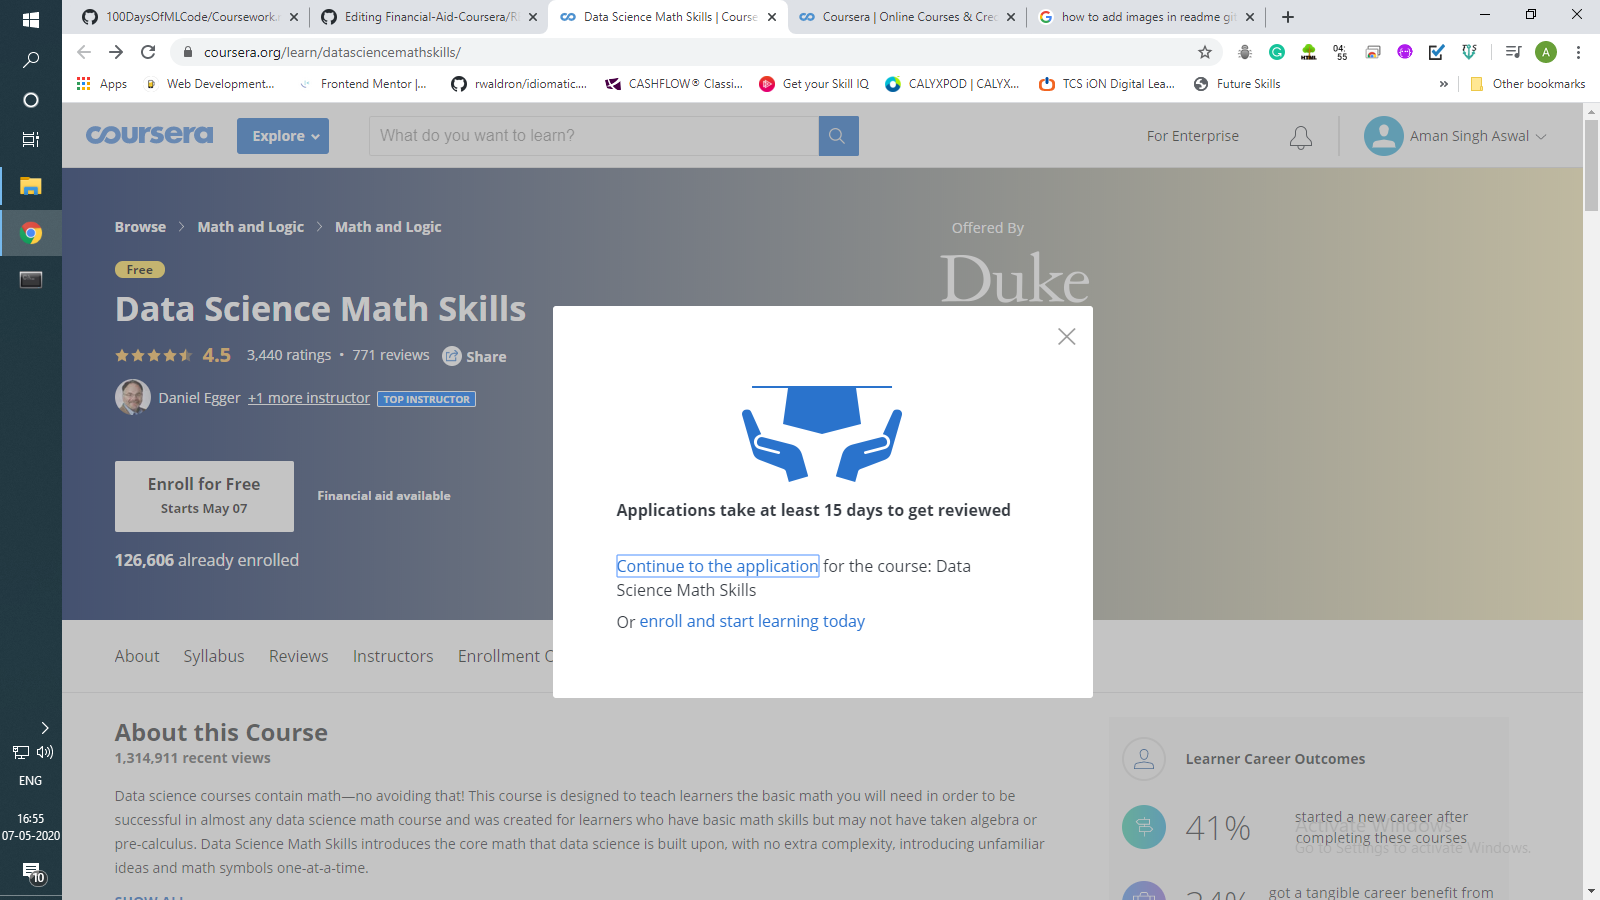 100DaysOfMLCode/Coursework.
Editing Financial-Aid-Coursera/R
Data Science Math Skills | Course
Coursera | Online Courses & Cred
how to add images in readme git
coursera.org/learn/datasciencemathskills/
04:
55
HTML
A
Apps
Web Development...
Frontend Mentor |...
rwaldron/idiomatic....
CASHFLOW® Classi...
Get your Skill IQ
CALYXPOD | CALYX...
TCS iON Digital Lea...
Future Skills
»
Other bookmarks
coursera
Explore
What do you want to learn?
For Enterprise
Aman Singh Aswal
Browse > Math and Logic > Math and Logic
Offered By
Duke
Free
Data Science Math Skills
4.5 3,440 ratings • 771 reviews Share
Daniel Egger +1 more instructor TOP INSTRUCTOR
Enroll for Free
Starts May 07
Financial aid available
126,606 already enrolled
Applications take at least 15 days to get reviewed
Continue to the application for the course: Data
Science Math Skills
Or enroll and start learning today
About Syllabus Reviews Instructors Enrollment O
About this Course
1,314,911 recent views
Data science courses contain math—no avoiding that! This course is designed to teach learners the basic math you will need in order to be
successful in almost any data science math course and was created for learners who have basic math skills but may not have taken algebra or
pre-calculus. Data Science Math Skills introduces the core math that data science is built upon, with no extra complexity, introducing unfamiliar
ideas and math symbols one-at-a-time.
SHOW ALL
Learner Career Outcomes
41%
started a new career after
completing these courses
got a tangible career benefit from
Activate Windows
Go to Settings to activate Windows.
ENG
16:55
07-05-2020
10